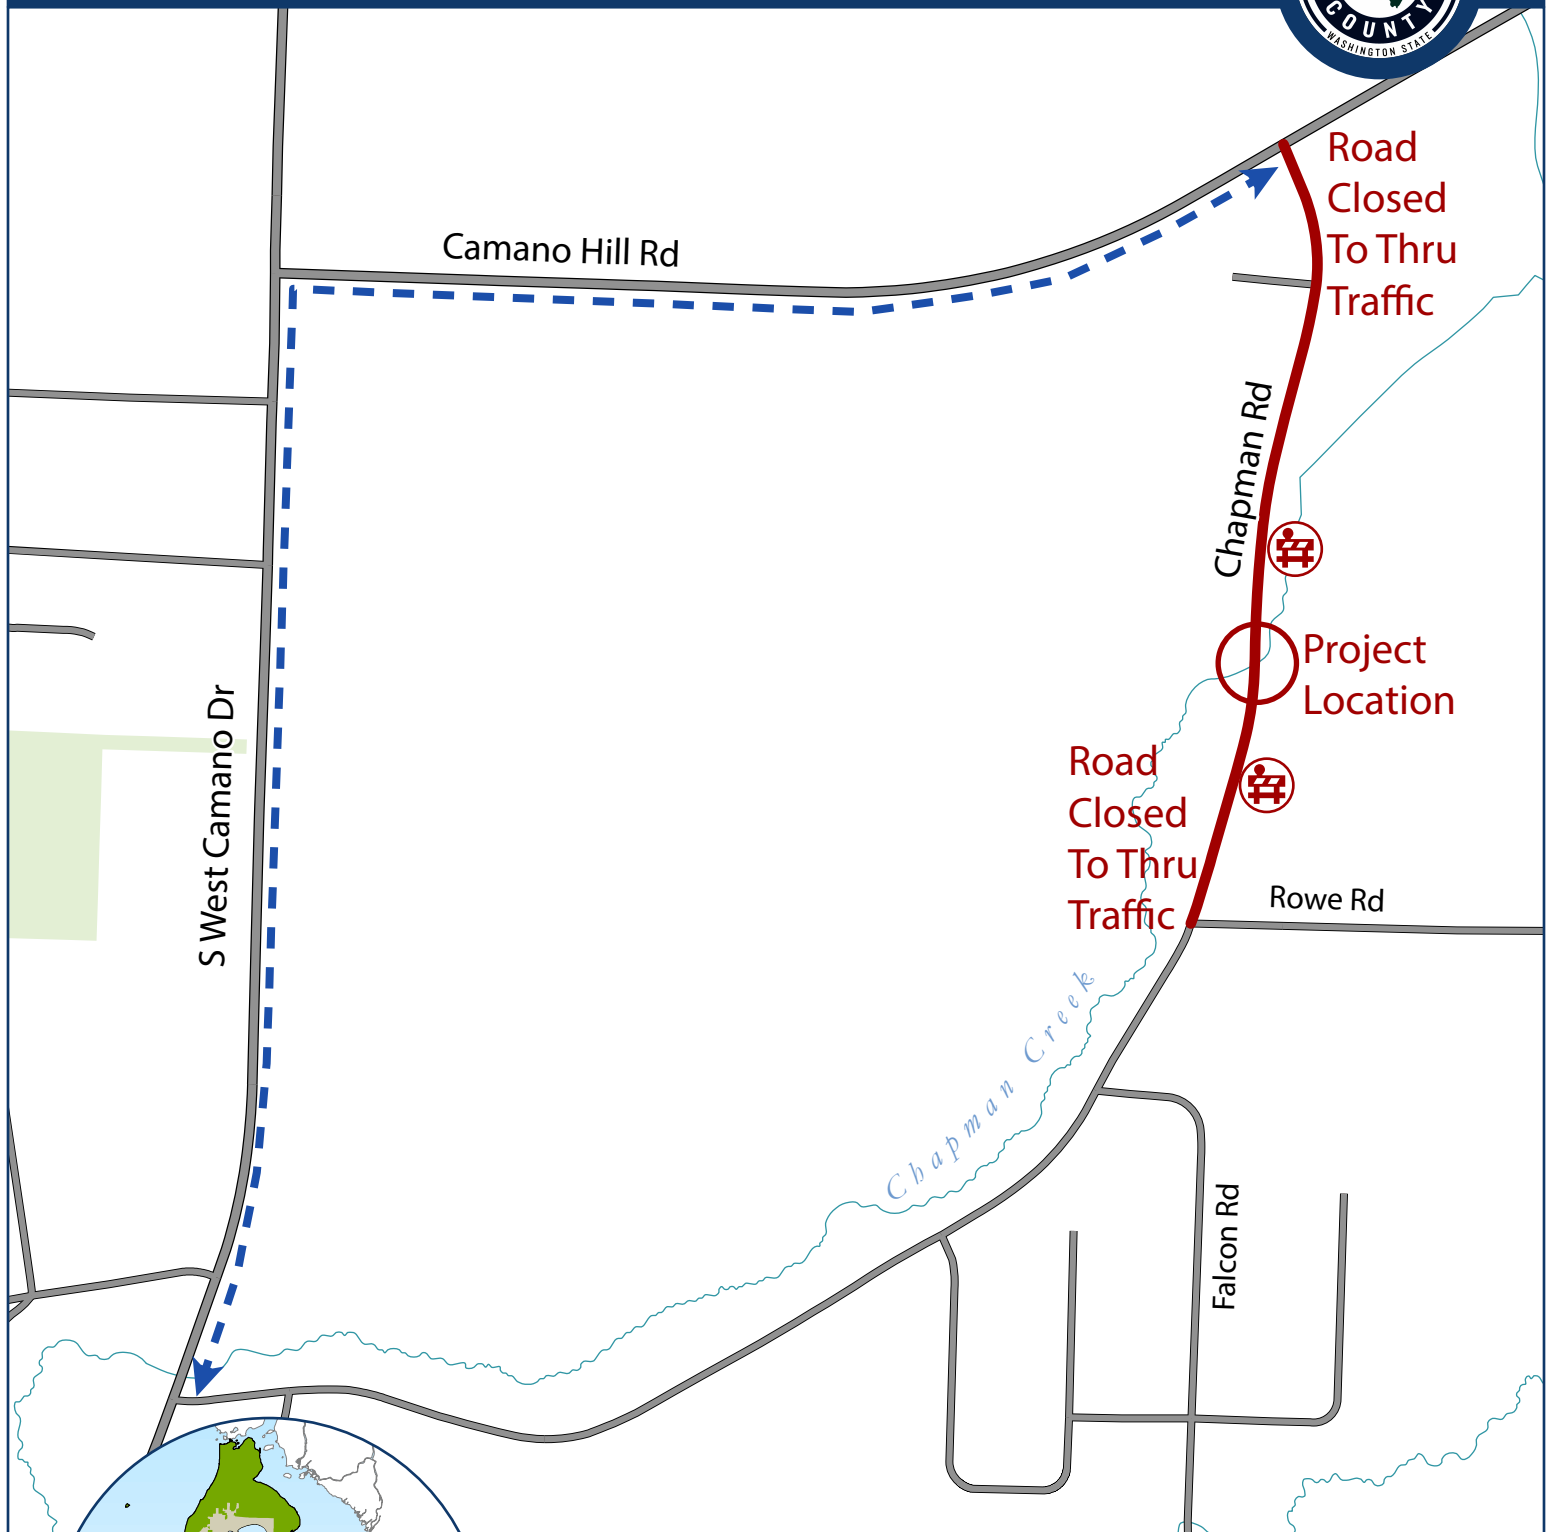 COUNTY
WASHINGTON STATE
Road
Closed
To Thru
Traffic
Camano Hill Rd
Chapman Rd
Project
Location
S West Camano Dr
Road
Closed
To Thru
Traffic
Rowe Rd
Chapman Creek
Falcon Rd